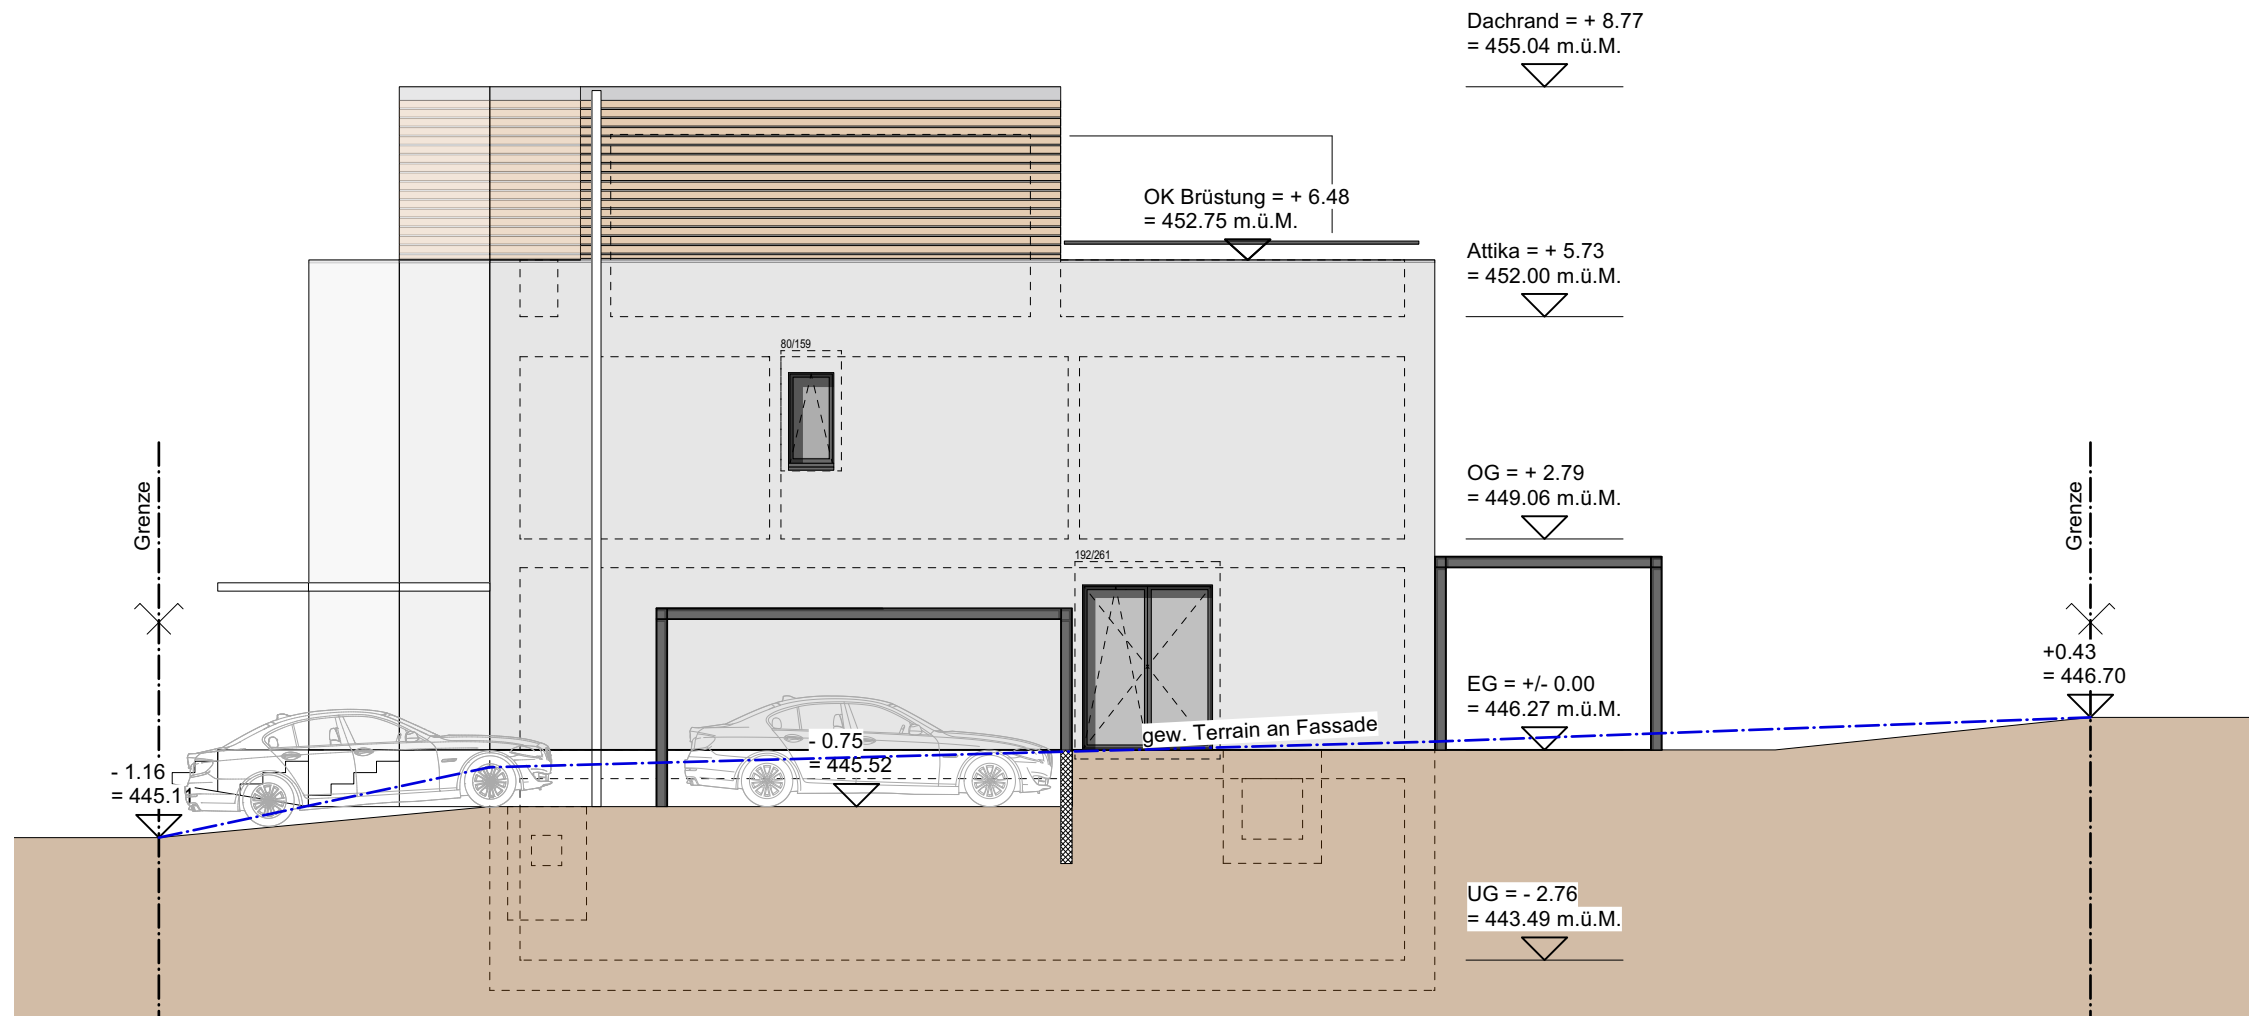 Dachrand = + 8.77
= 455.04 m.ü.M.
OK Brüstung = + 6.48
= 452.75 m.ü.M.
Attika = + 5.73
= 452.00 m.ü.M.
80/159
OG = + 2.79
= 449.06 m.ü.M.
Grenze
Grenze
192/261
+0.43
= 446.70
EG = +/- 0.00
= 446.27 m.ü.M.
gew. Terrain an Fassade
- 0.75
= 445.52
- 1.16
= 445.11
UG = - 2.76
= 443.49 m.ü.M.